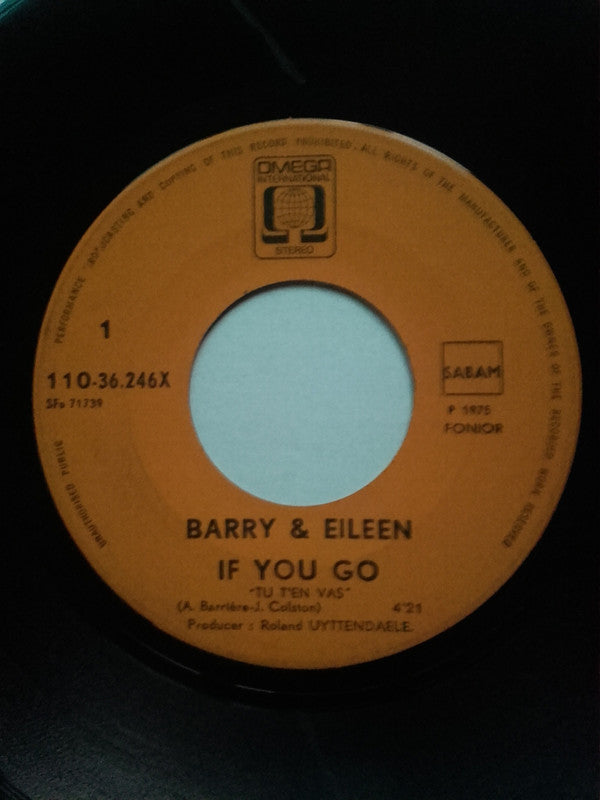 UNAUTHORISED PUBLIC PERFORMANCE BROADCASTING AND COPYING OF THIS RECORD PROHIBITED. ALL RIGHTS OF THE MANUFACTURER AND OF THE OWNER OF THE RECORDED WORK RESERVED
OMEGA
INTERNATIONAL
STEREO
1
110-36.246X
SFo 71739
SABAM
P 1975
FONIOR
BARRY & EILEEN
IF YOU GO
"TU T'EN VAS"
(A. Barrière-J. Colston) 4'21
Producer : Roland UYTTENDAELE.